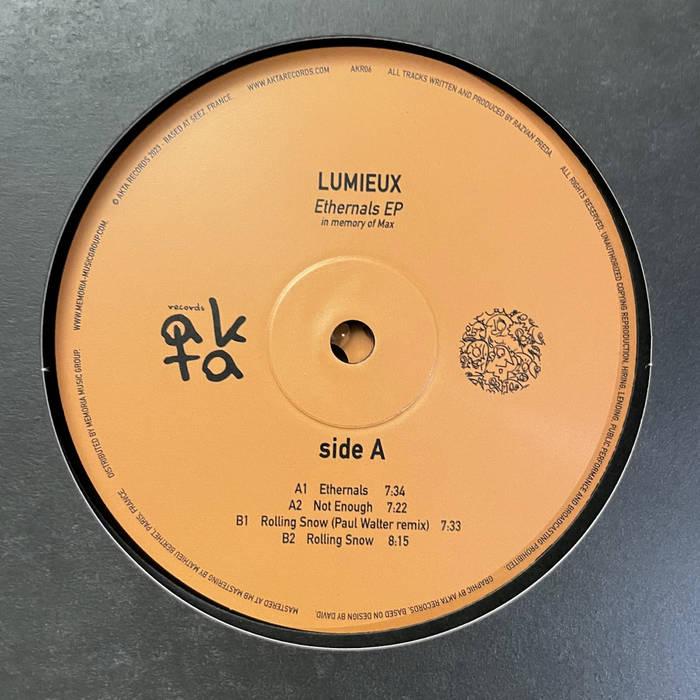 © AKTA RECORDS 2023 - BASED AT SEEZ, FRANCE.
WWW.AKTARECORDS.COM
AKR06
ALL TRACKS WRITTEN AND PRODUCED BY RAZVAN PREDA.
ALL RIGHTS RESERVED. UNAUTHORIZED COPYING REPRODUCTION, HIRING, LENDING, PUBLIC PERFORMANCE AND BROADCASTING PROHIBITED.
GRAPHIC BY AKTA RECORDS, BASED ON DESIGN BY DAVID.
MASTERED AT MB MASTERING BY MATHIEU BERTHET, PARIS, FRANCE.
DISTRIBUTED BY MEMORIA MUSIC GROUP.
WWW.MEMORIA-MUSICGROUP.COM.
LUMIEUX
Ethernals EP
in memory of Max
records
akta
side A
A1 Ethernals 7:34
A2 Not Enough 7:22
B1 Rolling Snow (Paul Walter remix) 7:33
B2 Rolling Snow 8:15